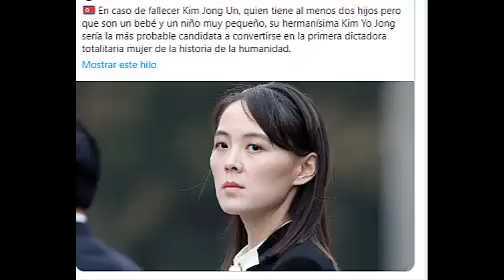 🇰🇵 En caso de fallecer Kim Jong Un, quien tiene al menos dos hijos pero
que son un bebé y un niño muy pequeño, su hermanísima Kim Yo Jong
sería la más probable candidata a convertirse en la primera dictadora
totalitaria mujer de la historia de la humanidad.
Mostrar este hilo